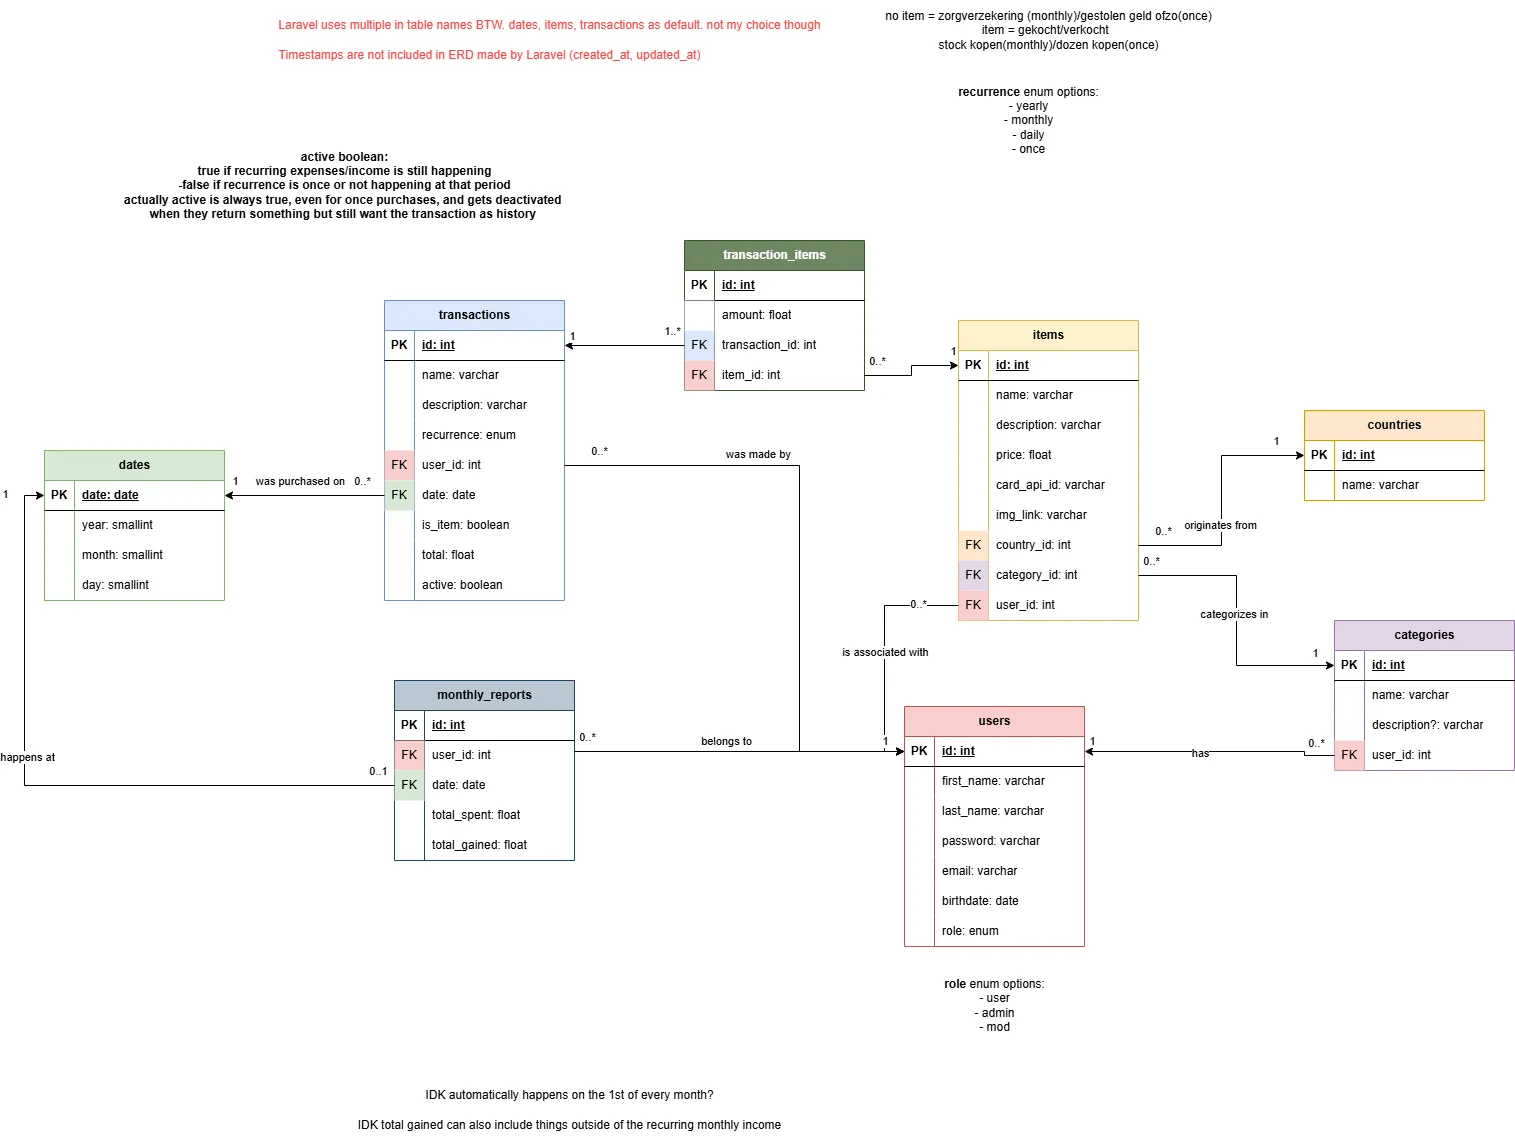 Laravel uses multiple in table names BTW. dates, items, transactions as default. not my choice though
Timestamps are not included in ERD made by Laravel (created_at, updated_at)
no item = zorgverzekering (monthly)/gestolen geld ofzo(once)
item = gekocht/verkocht
stock kopen(monthly)/dozen kopen(once)
recurrence enum options:
- yearly
- monthly
- daily
- once
active boolean:
true if recurring expenses/income is still happening
-false if recurrence is once or not happening at that period
actually active is always true, even for once purchases, and gets deactivated
when they return something but still want the transaction as history
transaction_items
PK id: int
amount: float
FK transaction_id: int
FK item_id: int
1
1..*
0..*
1
transactions
PK id: int
name: varchar
description: varchar
recurrence: enum
FK user_id: int
FK date: date
is_item: boolean
total: float
active: boolean
0..*
was made by
1
was purchased on
0..*
dates
PK date: date
year: smallint
month: smallint
day: smallint
1
happens at
0..1
items
PK id: int
name: varchar
description: varchar
price: float
card_api_id: varchar
img_link: varchar
FK country_id: int
FK category_id: int
FK user_id: int
0..*
originates from
1
countries
PK id: int
name: varchar
0..*
categorizes in
1
categories
PK id: int
name: varchar
description?: varchar
FK user_id: int
0..*
is associated with
monthly_reports
PK id: int
FK user_id: int
FK date: date
total_spent: float
total_gained: float
0..*
belongs to
1
users
PK id: int
first_name: varchar
last_name: varchar
password: varchar
email: varchar
birthdate: date
role: enum
1
has
0..*
role enum options:
- user
- admin
- mod
IDK automatically happens on the 1st of every month?
IDK total gained can also include things outside of the recurring monthly income